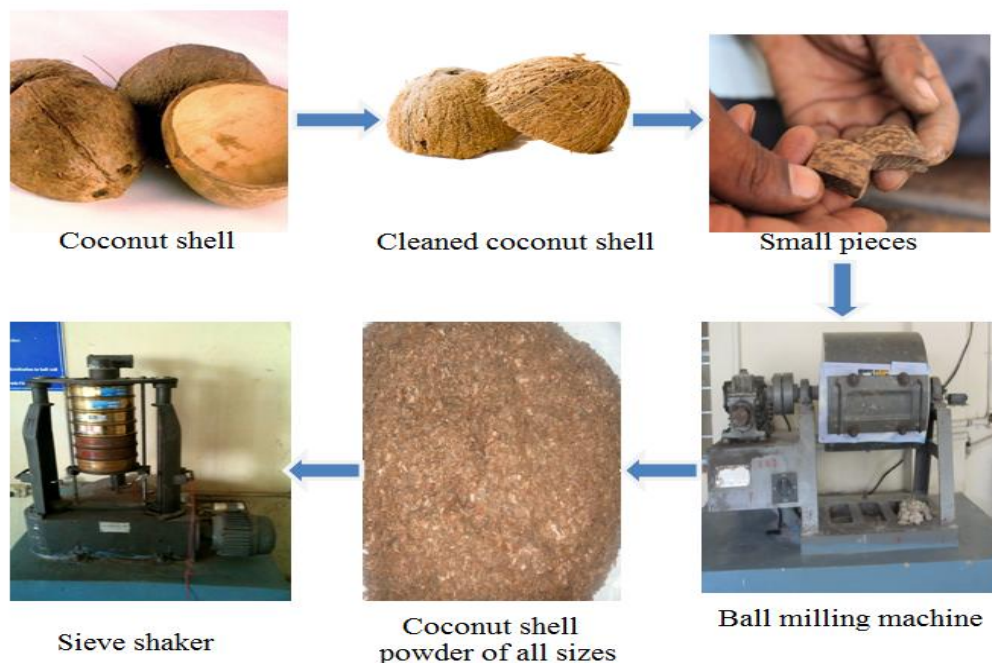 Coconut shell
Cleaned coconut shell
Small pieces
Ball milling machine
Coconut shell
powder of all sizes
Sieve shaker